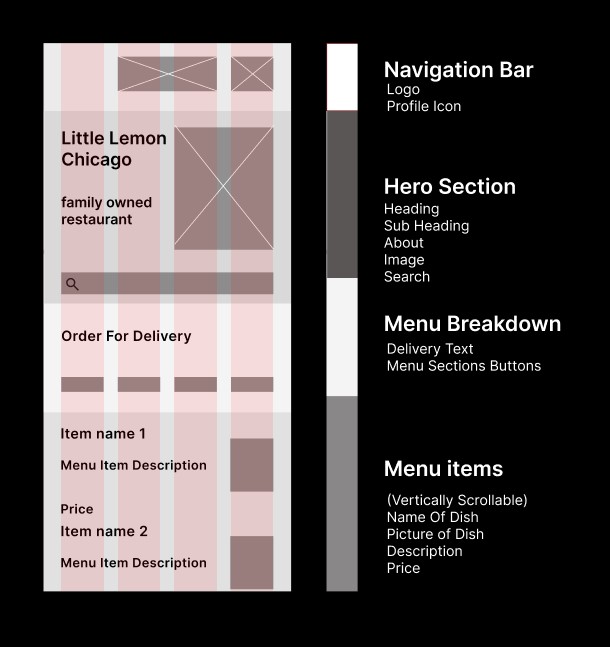 Little Lemon
Chicago
family owned
restaurant
Order For Delivery
Item name 1
Menu Item Description
Price
Item name 2
Menu Item Description
Navigation Bar
Logo
Profile Icon
Hero Section
Heading
Sub Heading
About
Image
Search
Menu Breakdown
Delivery Text
Menu Sections Buttons
Menu items
(Vertically Scrollable)
Name Of Dish
Picture of Dish
Description
Price